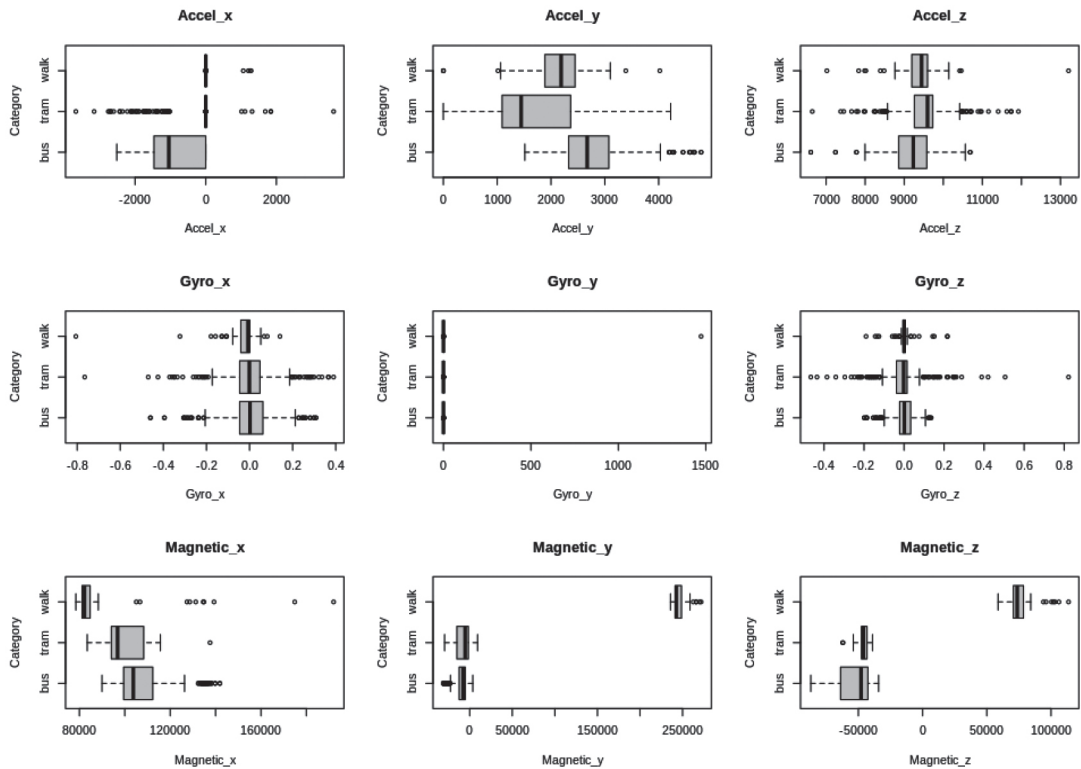 Accel_x
Accel_y
Accel_z
Category
walk
tram
bus
-2000 0 2000
Accel_x
Category
walk
tram
bus
0 1000 2000 3000 4000
Accel_y
Category
walk
tram
bus
7000 8000 9000 11000 13000
Accel_z
Gyro_x
Gyro_y
Gyro_z
Category
walk
tram
bus
-0.8 -0.6 -0.4 -0.2 0.0 0.2 0.4
Gyro_x
Category
walk
tram
bus
0 500 1000 1500
Gyro_y
Category
walk
tram
bus
-0.4 -0.2 0.0 0.2 0.4 0.6 0.8
Gyro_z
Magnetic_x
Magnetic_y
Magnetic_z
Category
walk
tram
bus
80000 120000 160000
Magnetic_x
Category
walk
tram
bus
0 50000 150000 250000
Magnetic_y
Category
walk
tram
bus
-50000 0 50000 100000
Magnetic_z